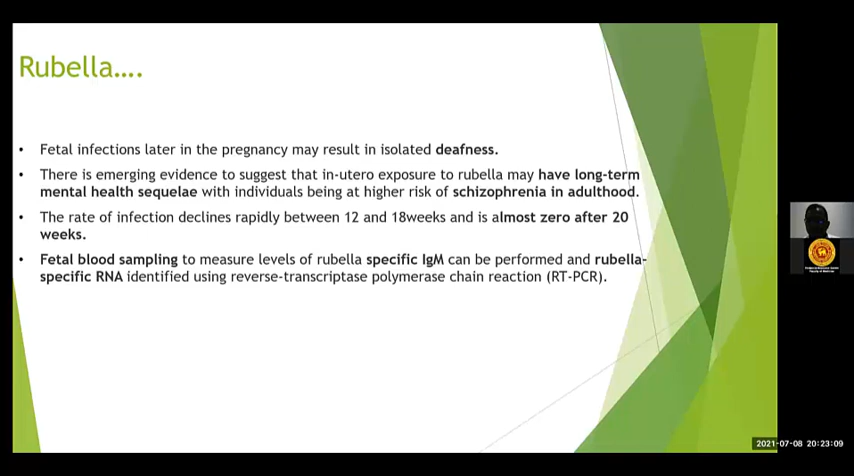 Rubella....
• Fetal infections later in the pregnancy may result in isolated deafness.
• There is emerging evidence to suggest that in-utero exposure to rubella may have long-term
mental health sequelae with individuals being at higher risk of schizophrenia in adulthood.
• The rate of infection declines rapidly between 12 and 18weeks and is almost zero after 20
weeks.
• Fetal blood sampling to measure levels of rubella specific IgM can be performed and rubella-
specific RNA identified using reverse-transcriptase polymerase chain reaction (RT-PCR).
2021-07-08 20:23:09